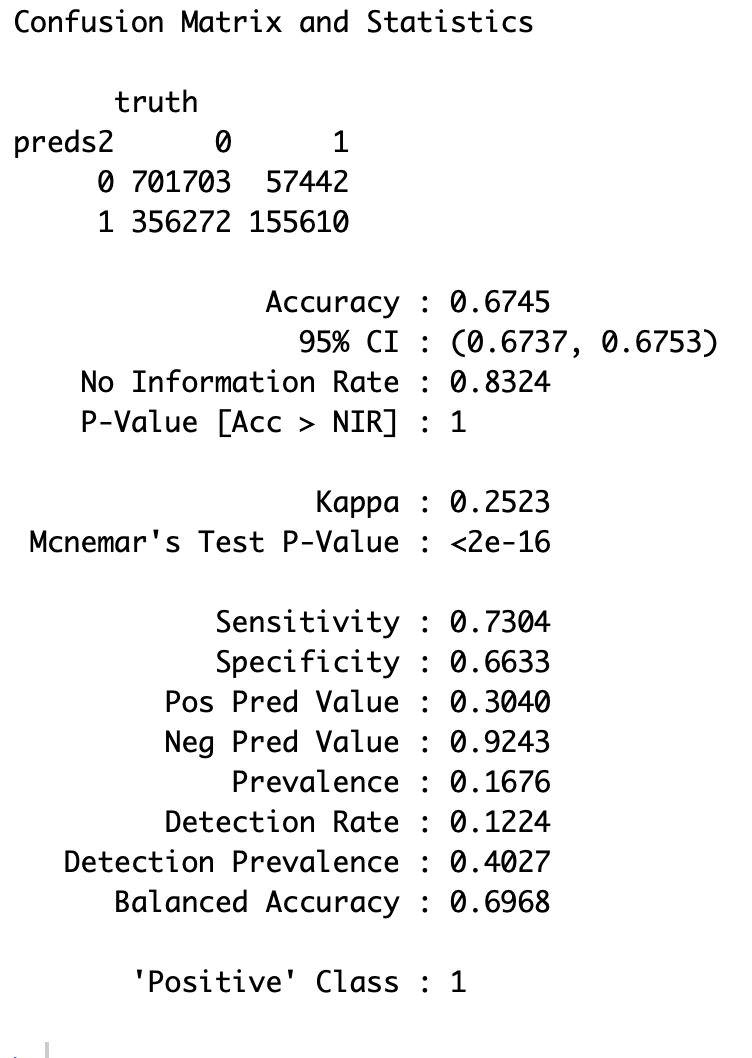 Confusion Matrix and Statistics
truth
preds2 0 1
0 701703 57442
1 356272 155610
Accuracy : 0.6745
95% CI : (0.6737, 0.6753)
No Information Rate : 0.8324
P-Value [Acc > NIR] : 1
Kappa : 0.2523
Mcnemar's Test P-Value : <2e-16
Sensitivity : 0.7304
Specificity : 0.6633
Pos Pred Value : 0.3040
Neg Pred Value : 0.9243
Prevalence : 0.1676
Detection Rate : 0.1224
Detection Prevalence : 0.4027
Balanced Accuracy : 0.6968
'Positive' Class : 1